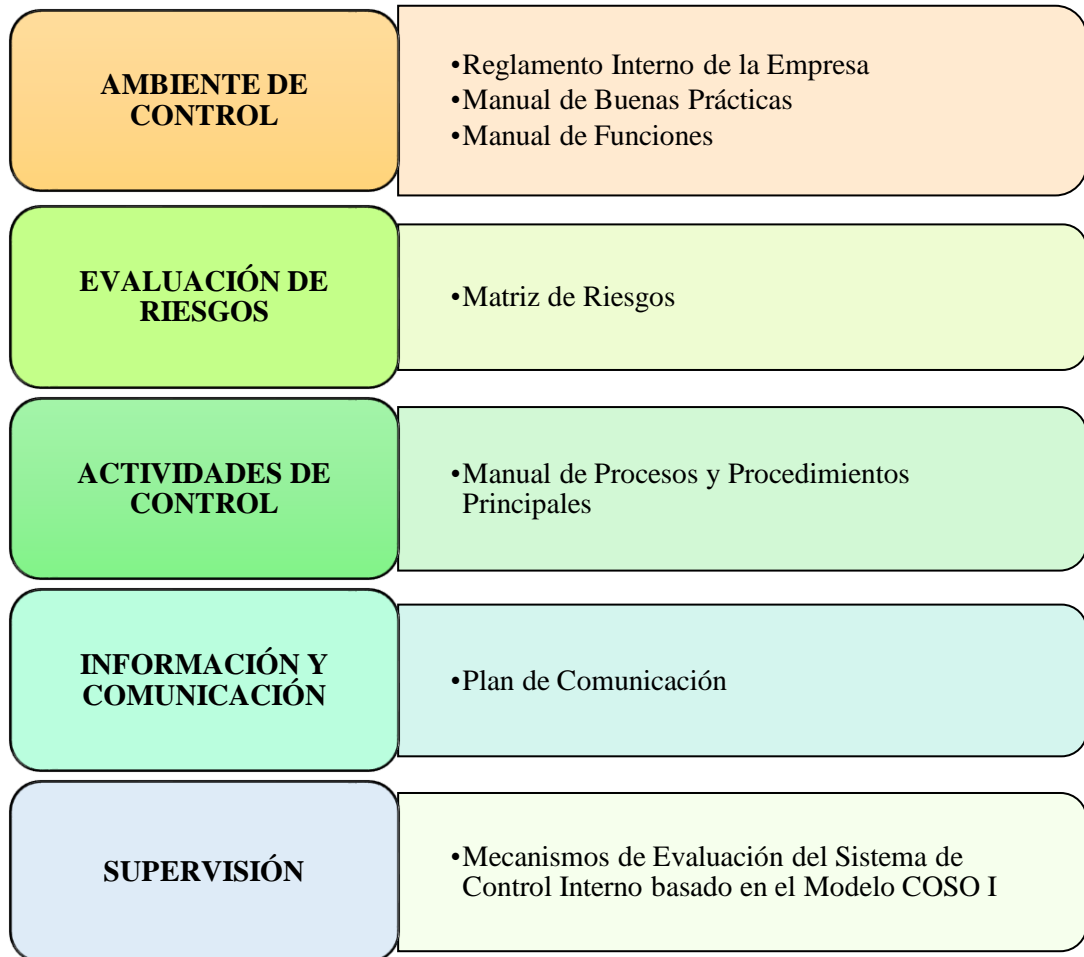 AMBIENTE DE
CONTROL
•Reglamento Interno de la Empresa
•Manual de Buenas Prácticas
•Manual de Funciones
EVALUACIÓN DE
RIESGOS
•Matriz de Riesgos
ACTIVIDADES DE
CONTROL
•Manual de Procesos y Procedimientos
Principales
INFORMACIÓN Y
COMUNICACIÓN
•Plan de Comunicación
SUPERVISIÓN
•Mecanismos de Evaluación del Sistema de
Control Interno basado en el Modelo COSO I